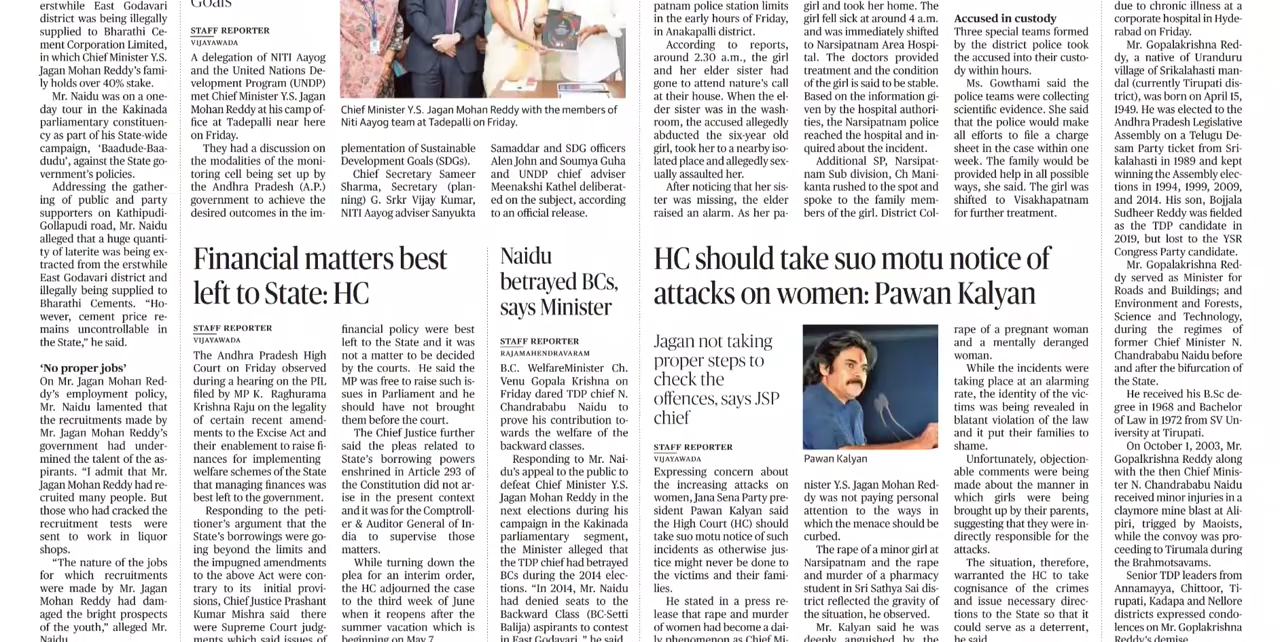 erstwhile East Godavari
district was being illegally
supplied to Bharathi Ce-
ment Corporation Limited,
in which Chief Minister Y.S.
Jagan Mohan Reddy's fami-
ly holds over 40% stake.
Mr. Naidu was on a one-
day tour in the Kakinada
parliamentary constituen-
cy as part of his State-wide
campaign, 'Baadude-Baa-
dudu', against the State go-
vernment's policies.
Addressing the gather-
ing of public and party
supporters on Kathipudi-
Gollapudi road, Mr. Naidu
alleged that a huge quanti-
ty of laterite was being ex-
tracted from the erstwhile
East Godavari district and
illegally being supplied to
Bharathi Cements. "Ho-
wever, cement price re-
mains uncontrollable in
the State," he said.
'No proper jobs'
On Mr. Jagan Mohan Red-
dy's employment policy,
Mr. Naidu lamented that
the recruitments made by
Mr. Jagan Mohan Reddy's
government had under-
mined the talent of the as-
pirants. "I admit that Mr.
Jagan Mohan Reddy had re-
cruited many people. But
those who had cracked the
recruitment tests were
sent to work in liquor
shops.
"The nature of the jobs
for which recruitments
were made by Mr. Jagan
Mohan Reddy had dam-
aged the bright prospects
of the youth," alleged Mr.
Naidu.
Goals
STAFF REPORTER
VIJAYAWADA
A delegation of NITI Aayog
and the United Nations De-
velopment Program (UNDP)
met Chief Minister Y.S. Jagan
Mohan Reddy at his camp of-
fice at Tadepalli near here
on Friday.
They had a discussion on
the modalities of the moni-
toring cell being set up by
the Andhra Pradesh (A.P.)
government to achieve the
desired outcomes in the im-
Chief Minister Y.S. Jagan Mohan Reddy with the members of
Niti Aayog team at Tadepalli on Friday.
plementation of Sustainable
Development Goals (SDGs).
Chief Secretary Sameer
Sharma, Secretary (plan-
ning) G. Srkr Vijay Kumar,
NITI Aayog adviser Sanyukta
Samaddar and SDG officers
Alen John and Soumya Guha
and UNDP chief adviser
Meenakshi Kathel deliberat-
ed on the subject, according
to an official release.
patnam police station limits
in the early hours of Friday,
in Anakapalli district.
According to reports,
around 2.30 a.m., the girl
and her elder sister had
gone to attend nature's call
at their house. When the el-
der sister was in the wash-
room, the accused allegedly
abducted the six-year old
girl, took her to a nearby iso-
lated place and allegedly sex-
ually assaulted her.
After noticing that her sis-
ter was missing, the elder
raised an alarm. As her pa-
girl and took her home. The
girl fell sick at around 4 a.m.
and was immediately shifted
to Narsipatnam Area Hospi-
tal. The doctors provided
treatment and the condition
of the girl is said to be stable.
Based on the information gi-
ven by the hospital authori-
ties, the Narsipatnam police
reached the hospital and in-
quired about the incident.
Additional SP, Narsipat-
nam Sub division, Ch Mani-
kanta rushed to the spot and
spoke to the family mem-
bers of the girl. District Col-
Accused in custody
Three special teams formed
by the district police took
the accused into their custo-
dy within hours.
Ms. Gowthami said the
police teams were collecting
scientific evidence. She said
that the police would make
all efforts to file a charge
sheet in the case within one
week. The family would be
provided help in all possible
ways, she said. The girl was
shifted to Visakhapatnam
for further treatment.
Financial matters best
left to State: HC
STAFF REPORTER
VIJAYAWADA
The Andhra Pradesh High
Court on Friday observed
during a hearing on the PIL
filed by MP K. Raghurama
Krishna Raju on the legality
of certain recent amend-
ments to the Excise Act and
their enablement to raise fi-
nances for implementing
welfare schemes of the State
that managing finances was
best left to the government.
Responding to the peti-
tioner's argument that the
State's borrowings were go-
ing beyond the limits and
the impugned amendments
to the above Act were con-
trary to its initial provi-
sions, Chief Justice Prashant
Kumar Mishra said there
were Supreme Court judg-
ments which said issues of
financial policy were best
left to the State and it was
not a matter to be decided
by the courts. He said the
MP was free to raise such is-
sues in Parliament and he
should have not brought
them before the court.
The Chief Justice further
said the pleas related to
State's borrowing powers
enshrined in Article 293 of
the Constitution did not ar-
ise in the present context
and it was for the Comptroll-
er & Auditor General of In-
dia to supervise those
matters.
While turning down the
plea for an interim order,
the HC adjourned the case
to the third week of June
when it reopens after the
summer vacation which is
beginning on May 7.
Naidu
betrayed BCs,
says Minister
STAFF REPORTER
RAJAMAHENDRAVARAM
B.C. WelfareMinister Ch.
Venu Gopala Krishna on
Friday dared TDP chief N.
Chandrababu Naidu to
prove his contribution to-
wards the welfare of the
backward classes.
Responding to Mr. Nai-
du's appeal to the public to
defeat Chief Minister Y.S.
Jagan Mohan Reddy in the
next elections during his
campaign in the Kakinada
parliamentary segment,
the Minister alleged that
the TDP chief had betrayed
BCs during the 2014 elec-
tions. "In 2014, Mr. Naidu
had denied seats to the
Backward Class (BC-Setti
Balija) aspirants to contest
in East Godavari," he said.
HC should take suo motu notice of
attacks on women: Pawan Kalyan
Jagan not taking
proper steps to
check the
offences, says JSP
chief
STAFF REPORTER
VIJAYAWADA
Expressing concern about
the increasing attacks on
women, Jana Sena Party pre-
sident Pawan Kalyan said
the High Court (HC) should
take suo motu notice of such
incidents as otherwise jus-
tice might never be done to
the victims and their fami-
lies.
He stated in a press re-
lease that rape and murder
of women had become a dai-
ly phenomenon as Chief Mi-
Pawan Kalyan
nister Y.S. Jagan Mohan Red-
dy was not paying personal
attention to the ways in
which the menace should be
curbed.
The rape of a minor girl at
Narsipatnam and the rape
and murder of a pharmacy
student in Sri Sathya Sai dis-
trict reflected the gravity of
the situation, he observed.
Mr. Kalyan said he was
deeply anguished by the
rape of a pregnant woman
and a mentally deranged
woman.
While the incidents were
taking place at an alarming
rate, the identity of the vic-
tims was being revealed in
blatant violation of the law
and it put their families to
shame.
Unfortunately, objection-
able comments were being
made about the manner in
which girls were being
brought up by their parents,
suggesting that they were in-
directly responsible for the
attacks.
The situation, therefore,
warranted the HC to take
cognisance of the crimes
and issue necessary direc-
tions to the State so that it
could serve as a deterrent,
he said.
due to chronic illness at a
corporate hospital in Hyde-
rabad on Friday.
Mr. Gopalakrishna Red-
dy, a native of Uranduru
village of Srikalahasti man-
dal (currently Tirupati dis-
trict), was born on April 15,
1949. He was elected to the
Andhra Pradesh Legislative
Assembly on a Telugu De-
sam Party ticket from Sri-
kalahasti in 1989 and kept
winning the Assembly elec-
tions in 1994, 1999, 2009,
and 2014. His son, Bojjala
Sudheer Reddy was fielded
as the TDP candidate in
2019, but lost to the YSR
Congress Party candidate.
Mr. Gopalakrishna Red-
dy served as Minister for
Roads and Buildings; and
Environment and Forests,
Science and Technology,
during the regimes of
former Chief Minister N.
Chandrababu Naidu before
and after the bifurcation of
the State.
He received his B.Sc de-
gree in 1968 and Bachelor
of Law in 1972 from SV Un-
iversity at Tirupati.
On October 1, 2003, Mr.
Gopalkrishna Reddy along
with the then Chief Minis-
ter N. Chandrababu Naidu
received minor injuries in a
claymore mine blast at Ali-
piri, trigged by Maoists,
while the convoy was pro-
ceeding to Tirumala during
the Brahmotsavams.
Senior TDP leaders from
Annamayya, Chittoor, Ti-
rupati, Kadapa and Nellore
districts expressed condo-
lences on Mr. Gopalkrishna
Reddy's demise.